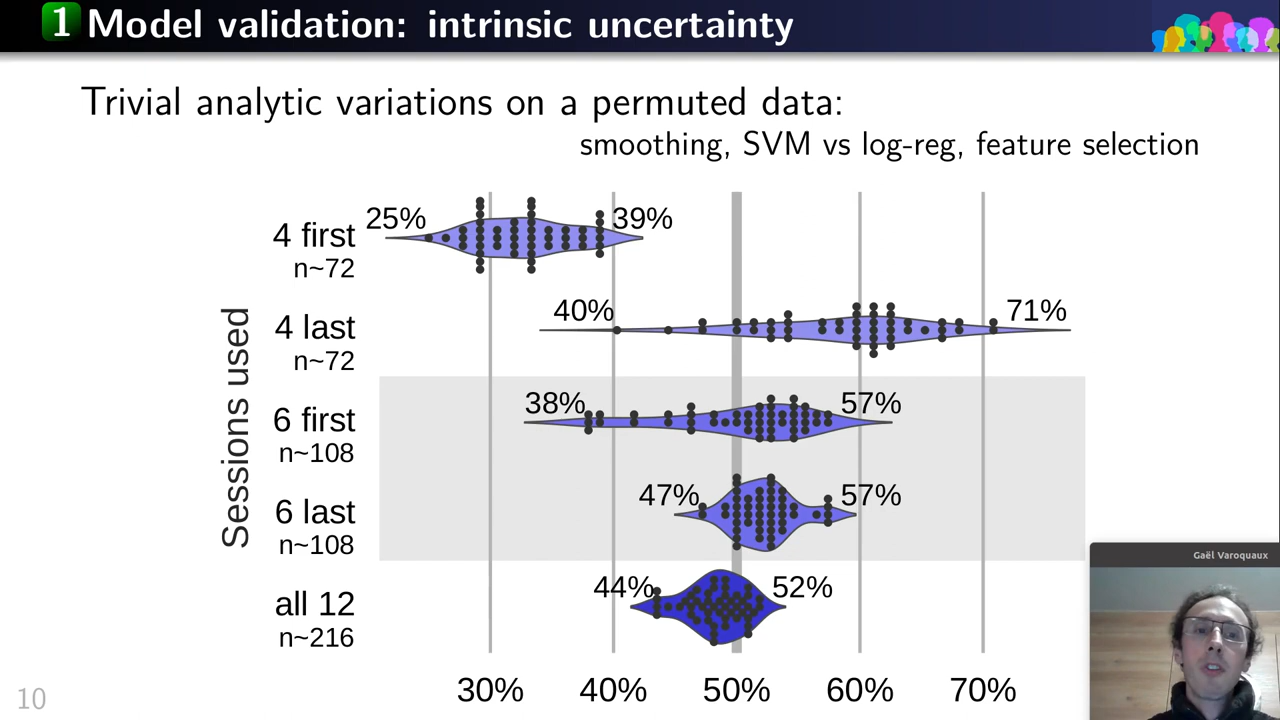 1 Model validation: intrinsic uncertainty
Trivial analytic variations on a permuted data:
smoothing, SVM vs log-reg, feature selection
Sessions used
4 first
n~72
25%
39%
4 last
n~72
40%
71%
6 first
n~108
38%
57%
6 last
n~108
47%
57%
all 12
n~216
44%
52%
30% 40% 50% 60% 70%
Gaël Varoquaux
10